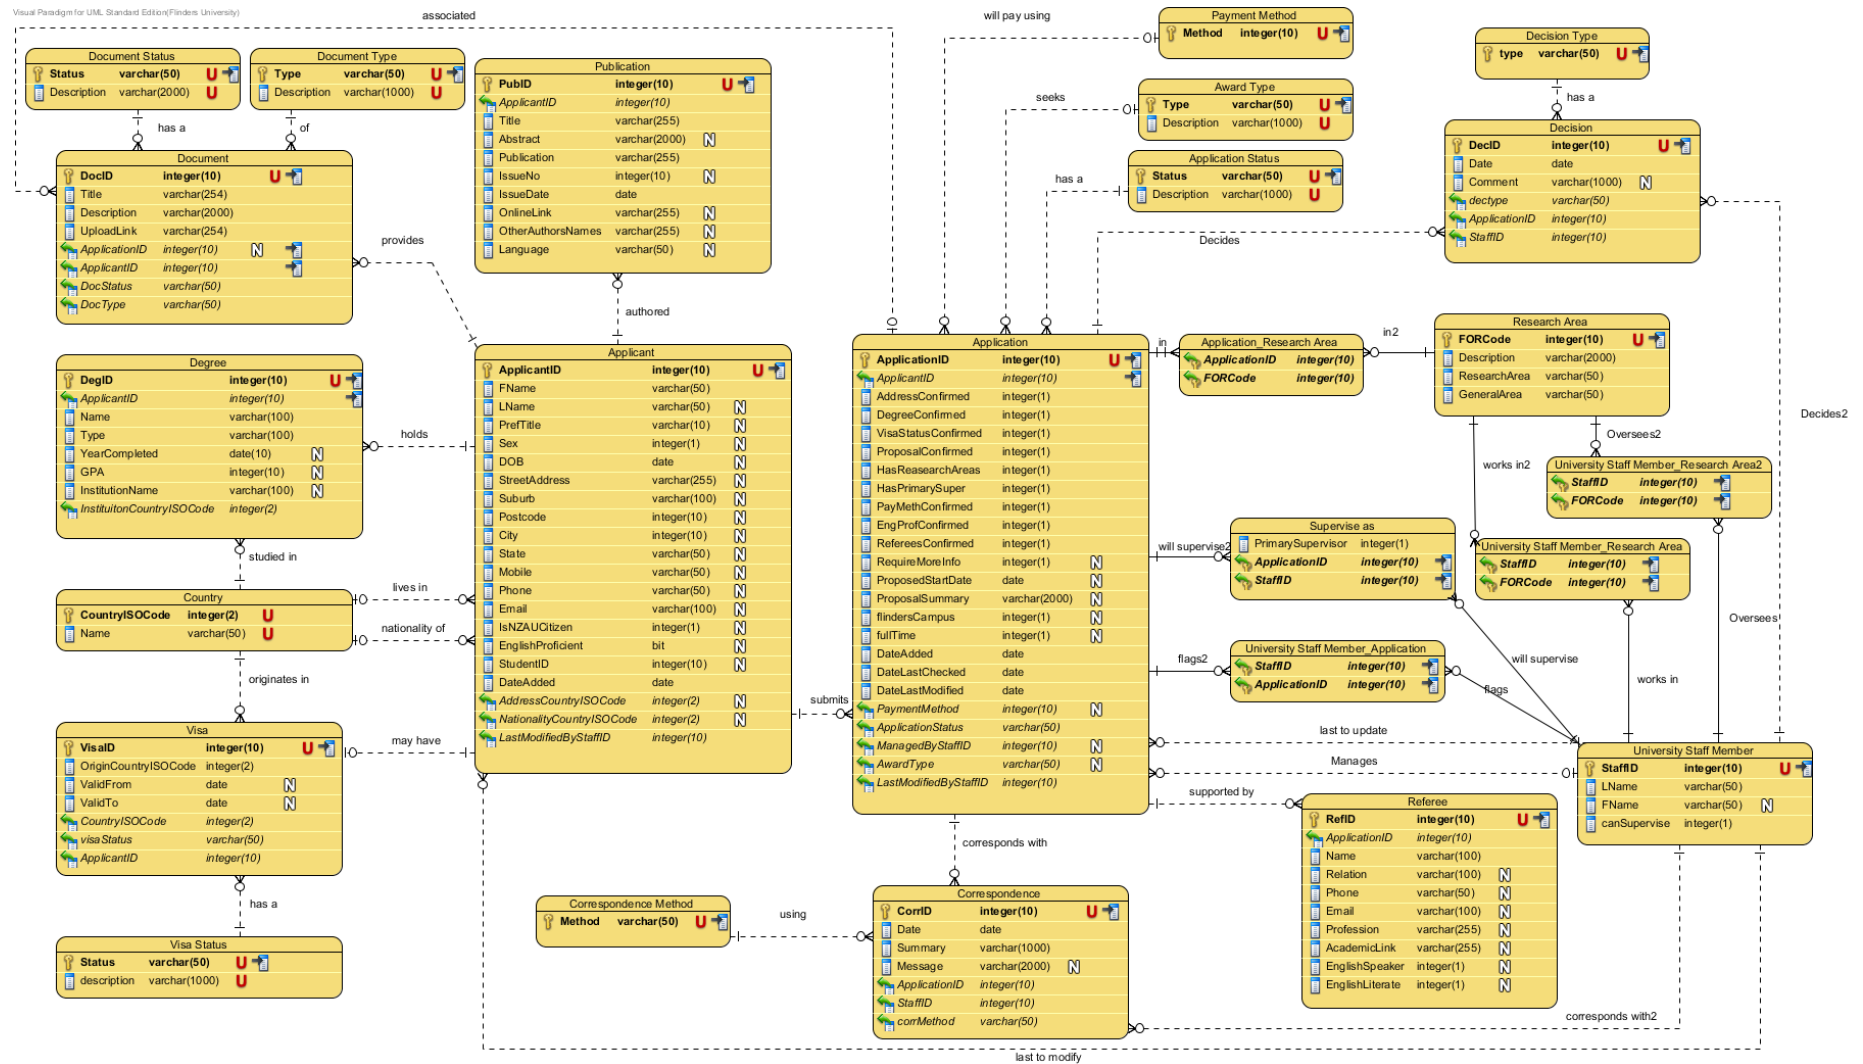 Visual Paradigm for UML Standard Edition(Flinders University)
associated
will pay using
seeks
has a
Decides
Document Status
Status varchar(50) U
Description varchar(2000) U
Document Type
Type varchar(50) U
Description varchar(1000) U
has a
of
Document
DocID integer(10) U
Title varchar(254)
Description varchar(2000)
UploadLink varchar(254)
ApplicationID integer(10) N
ApplicantID integer(10)
DocStatus varchar(50)
DocType varchar(50)
provides
Publication
PubID integer(10) U
ApplicantID integer(10)
Title varchar(255)
Abstract varchar(2000) N
Publication varchar(255)
IssueNo integer(10) N
IssueDate date
OnlineLink varchar(255) N
OtherAuthorsNames varchar(255) N
Language varchar(50) N
authored
Payment Method
Method integer(10) U
Award Type
Type varchar(50) U
Description varchar(1000) U
Application Status
Status varchar(50) U
Description varchar(1000) U
Decision Type
type varchar(50) U
has a
Decision
DecID integer(10) U
Date date
Comment varchar(1000) N
dectype varchar(50)
ApplicationID integer(10)
StaffID integer(10)
Decides2
Degree
DegID integer(10) U
ApplicantID integer(10)
Name varchar(100)
Type varchar(100)
YearCompleted date(10) N
GPA integer(10) N
InstitutionName varchar(100) N
InstituitonCountryISOCode integer(2)
holds
studied in
Country
CountryISOCode integer(2) U
Name varchar(50) U
lives in
nationality of
originates in
Visa
VisaID integer(10) U
OriginCountryISOCode integer(2)
ValidFrom date N
ValidTo date N
CountryISOCode integer(2)
visaStatus varchar(50)
ApplicantID integer(10)
may have
has a
Visa Status
Status varchar(50) U
description varchar(1000) U
Applicant
ApplicantID integer(10) U
FName varchar(50)
LName varchar(50) N
PrefTitle varchar(10) N
Sex integer(1) N
DOB date N
StreetAddress varchar(255) N
Suburb varchar(100) N
Postcode integer(10) N
City integer(10) N
State varchar(50) N
Mobile varchar(50) N
Phone varchar(50) N
Email varchar(100) N
IsNZAUCitizen integer(1) N
EnglishProficient bit N
StudentID integer(10) N
DateAdded date
AddressCountryISOCode integer(2) N
NationalityCountryISOCode integer(2) N
LastModifiedByStaffID integer(10)
submits
Application
ApplicationID integer(10) U
ApplicantID integer(10)
AddressConfirmed integer(1)
DegreeConfirmed integer(1)
VisaStatusConfirmed integer(1)
ProposalConfirmed integer(1)
HasReasearchAreas integer(1)
HasPrimarySuper integer(1)
PayMethConfirmed integer(1)
EngProfConfirmed integer(1)
RefereesConfirmed integer(1)
RequireMoreInfo integer(1) N
ProposedStartDate date N
ProposalSummary varchar(2000) N
flindersCampus integer(1) N
fullTime integer(1) N
DateAdded date
DateLastChecked date
DateLastModified date
PaymentMethod integer(10) N
ApplicationStatus varchar(50)
ManagedByStaffID integer(10) N
AwardType varchar(50) N
LastModifiedByStaffID integer(10)
in
Application_Research Area
ApplicationID integer(10)
FORCode integer(10)
in2
Research Area
FORCode integer(10) U
Description varchar(2000)
ResearchArea varchar(50)
GeneralArea varchar(50)
Oversees2
works in2
University Staff Member_Research Area2
StaffID integer(10)
FORCode integer(10)
University Staff Member_Research Area
StaffID integer(10)
FORCode integer(10)
will supervise2
Supervise as
PrimarySupervisor integer(1)
ApplicationID integer(10)
StaffID integer(10)
flags2
University Staff Member_Application
StaffID integer(10)
ApplicationID integer(10)
will supervise
flags
works in
Oversees
last to update
Manages
supported by
University Staff Member
StaffID integer(10) U
LName varchar(50)
FName varchar(50) N
canSupervise integer(1)
Referee
RefID integer(10) U
ApplicationID integer(10)
Name varchar(100)
Relation varchar(100) N
Phone varchar(50) N
Email varchar(100) N
Profession varchar(255) N
AcademicLink varchar(255) N
EnglishSpeaker integer(1) N
EnglishLiterate integer(1) N
corresponds with
Correspondence Method
Method varchar(50) U
using
Correspondence
CorrID integer(10) U
Date date
Summary varchar(1000)
Message varchar(2000) N
ApplicationID integer(10)
StaffID integer(10)
corrMethod varchar(50)
corresponds with2
last to modify